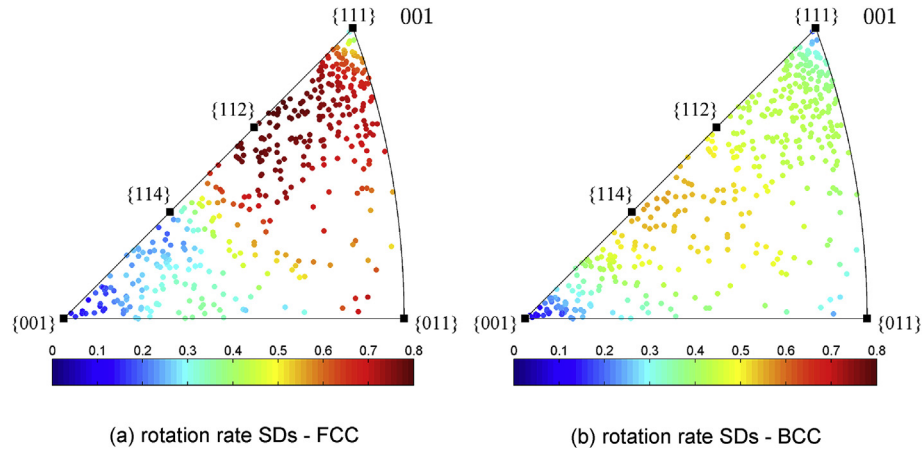 {111} 001
{112}
{114}
{001} {011}
0 0.1 0.2 0.3 0.4 0.5 0.6 0.7 0.8
(a) rotation rate SDs - FCC
{111} 001
{112}
{114}
{001} {011}
0 0.1 0.2 0.3 0.4 0.5 0.6 0.7 0.8
(b) rotation rate SDs - BCC